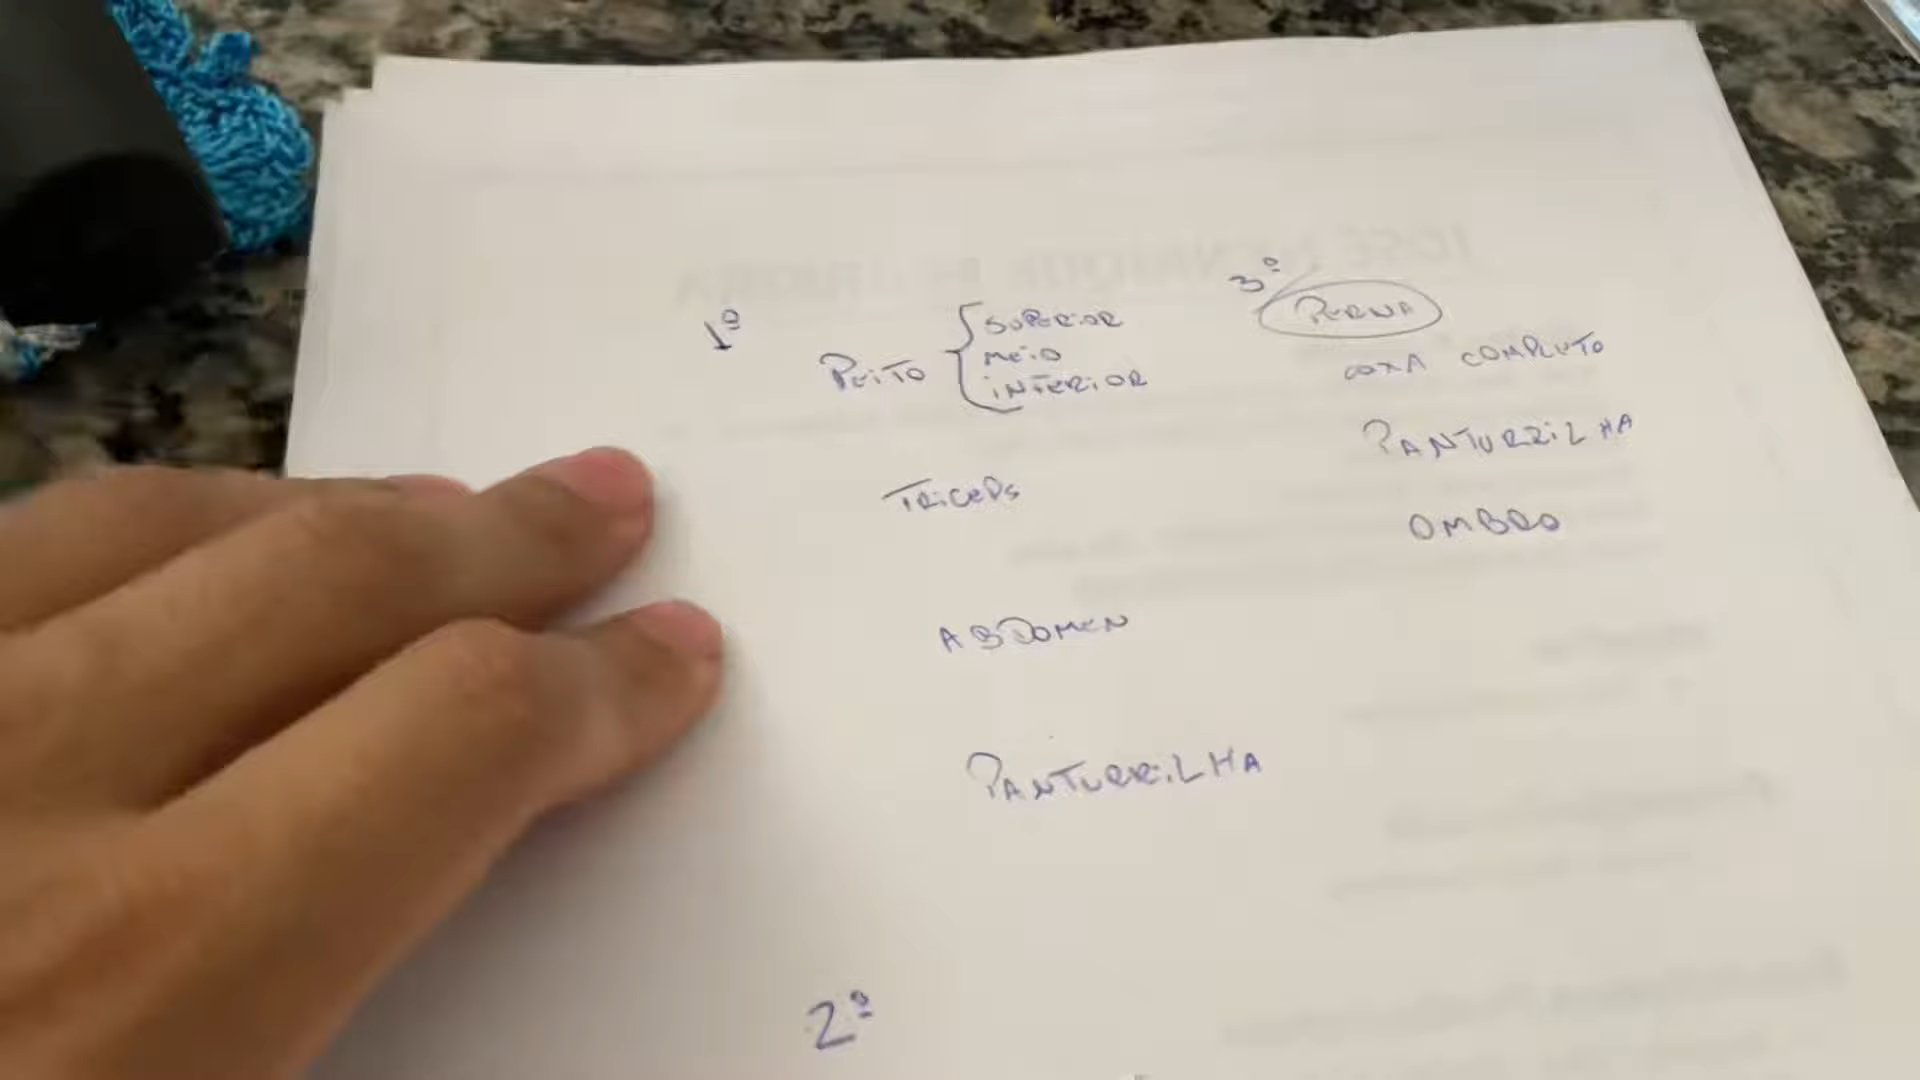 1º
PEITO
SUPERIOR
MEIO
INFERIOR
TRICEPS
ABDOMEN
PANTURRILHA
3º
PERNA
COXA COMPLETO
PANTURRILHA
OMBRO
2º